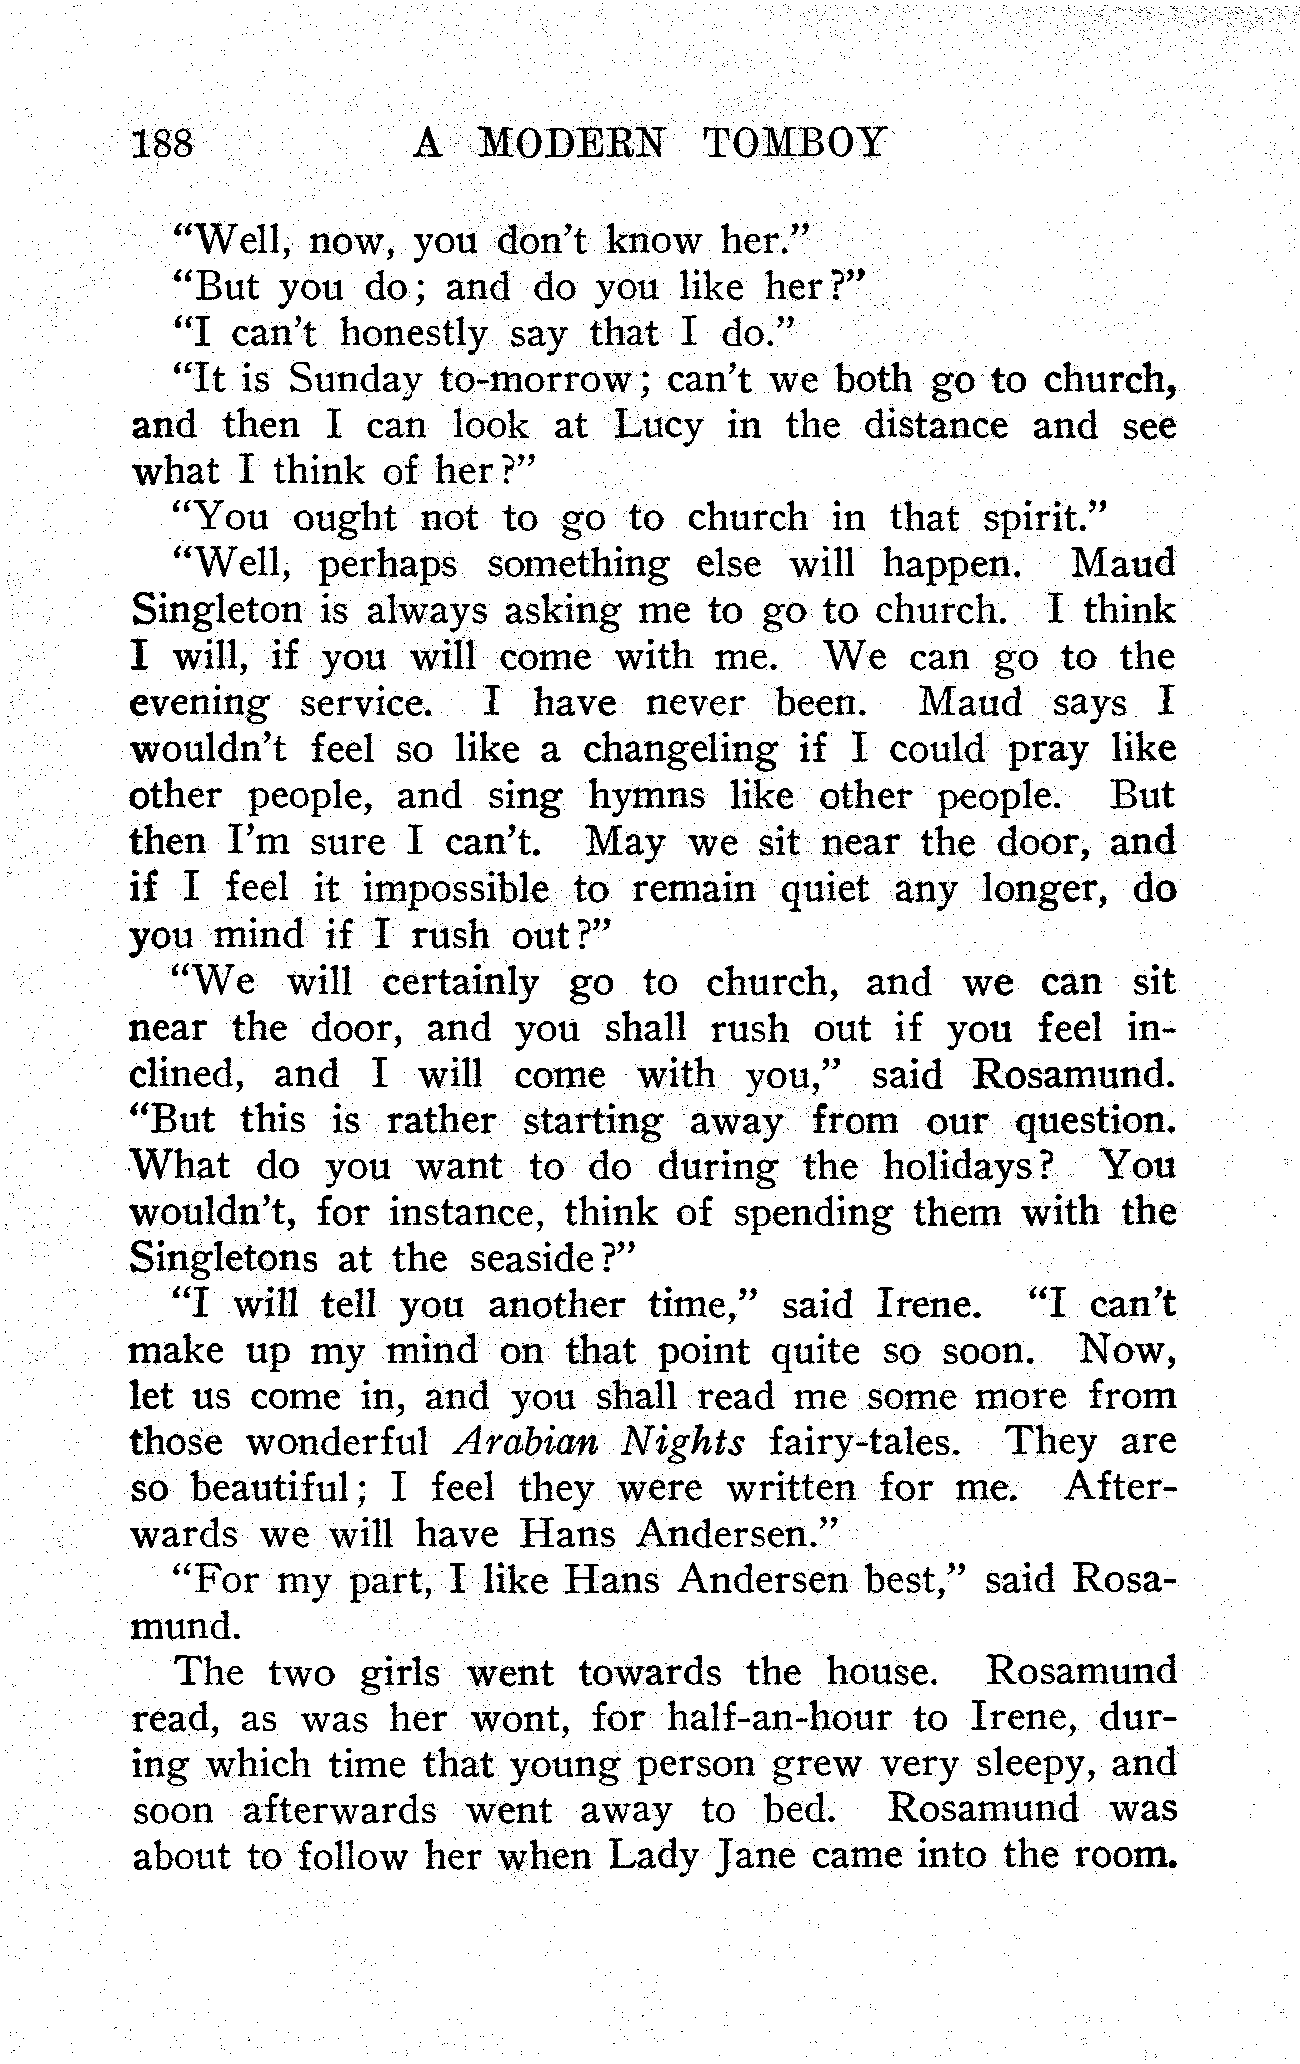 188 A MODERN TOMBOY
“Well, now, you don't know her.”
“But you do; and do you like her?”
“I can't honestly say that I do.”
“It is Sunday to-morrow; can't we both go to church,
and then I can look at Lucy in the distance and see
what I think of her?”
“You ought not to go to church in that spirit.”
“Well, perhaps something else will happen. Maud
Singleton is always asking me to go to church. I think
I will, if you will come with me. We can go to the
evening service. I have never been. Maud says I
wouldn't feel so like a changeling if I could pray like
other people, and sing hymns like other people. But
then I'm sure I can't. May we sit near the door, and
if I feel it impossible to remain quiet any longer, do
you mind if I rush out?”
“We will certainly go to church, and we can sit
near the door, and you shall rush out if you feel in-
clined, and I will come with you,” said Rosamund.
“But this is rather starting away from our question.
What do you want to do during the holidays? You
wouldn't, for instance, think of spending them with the
Singletons at the seaside?”
“I will tell you another time,” said Irene. “I can't
make up my mind on that point quite so soon. Now,
let us come in, and you shall read me some more from
those wonderful Arabian Nights fairy-tales. They are
so beautiful; I feel they were written for me. After-
wards we will have Hans Andersen.”
“For my part, I like Hans Andersen best,” said Rosa-
mund.
The two girls went towards the house. Rosamund
read, as was her wont, for half-an-hour to Irene, dur-
ing which time that young person grew very sleepy, and
soon afterwards went away to bed. Rosamund was
about to follow her when Lady Jane came into the room.